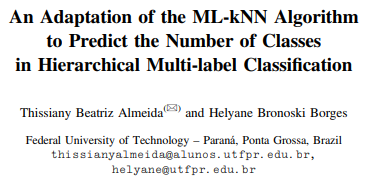 An Adaptation of the ML-kNN Algorithm
to Predict the Number of Classes
in Hierarchical Multi-label Classification
Thissiany Beatriz Almeida(✉) and Helyane Bronoski Borges
Federal University of Technology – Paraná, Ponta Grossa, Brazil
thissianyalmeida@alunos.utfpr.edu.br,
helyane@utfpr.edu.br